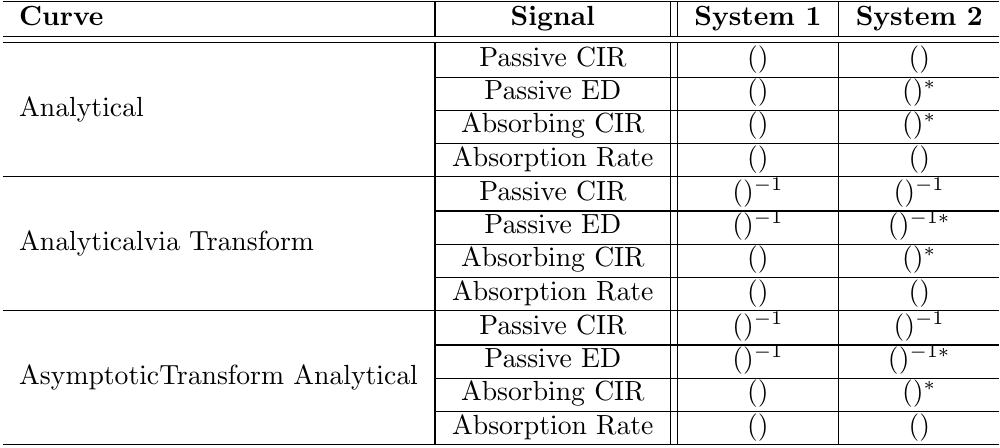 Curve Signal System 1 System 2
Analytical
Passive CIR () ()
Passive ED () ()*
Absorbing CIR () ()*
Absorption Rate () ()
Analyticalvia Transform
Passive CIR ()⁻¹ ()⁻¹
Passive ED ()⁻¹ ()⁻¹*
Absorbing CIR () ()*
Absorption Rate () ()
AsymptoticTransform Analytical
Passive CIR ()⁻¹ ()⁻¹
Passive ED ()⁻¹ ()⁻¹*
Absorbing CIR () ()*
Absorption Rate () ()